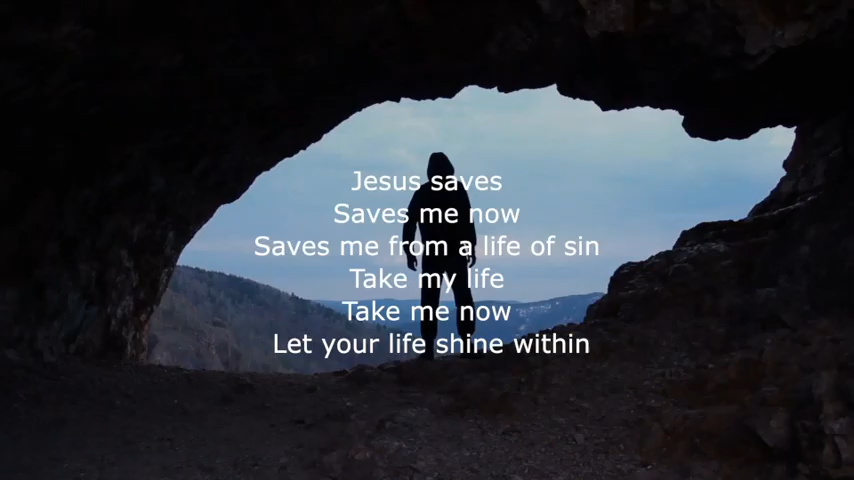 Jesus saves
Saves me now
Saves me from a life of sin
Take my life
Take me now
Let your life shine within